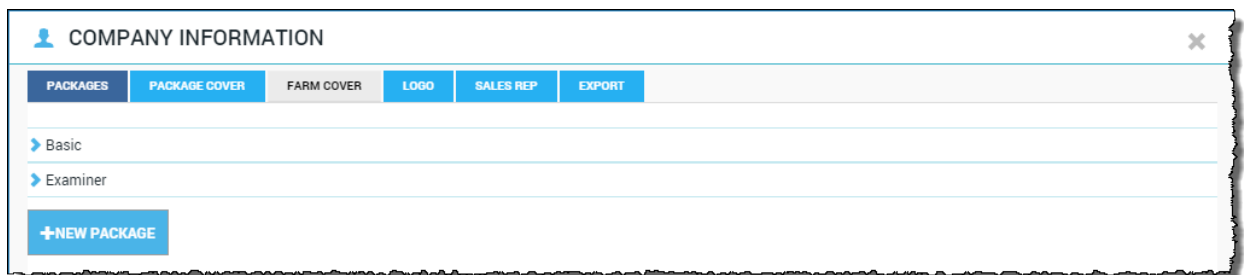 COMPANY INFORMATION
PACKAGES PACKAGE COVER FARM COVER LOGO SALES REP EXPORT
Basic
Examiner
+NEW PACKAGE